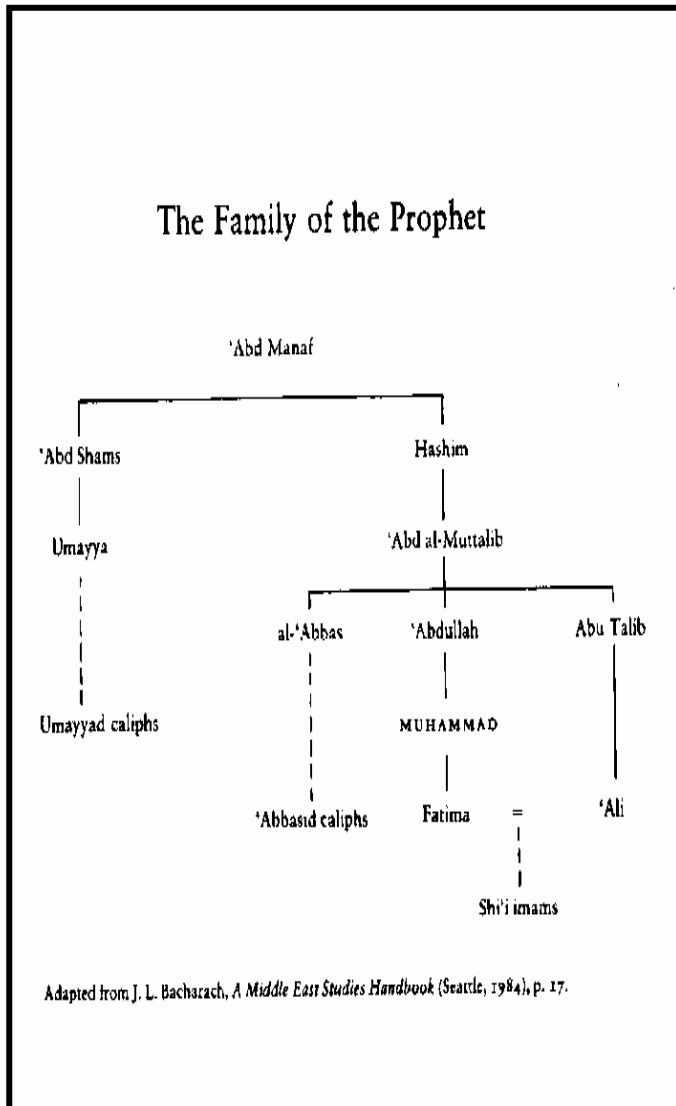 The Family of the Prophet
‘Abd Manaf
‘Abd Shams Hashim
Umayya ‘Abd al-Muttalib
al-‘Abbas ‘Abdullah Abu Talib
Umayyad caliphs MUHAMMAD
‘Abbasid caliphs Fatima = ‘Ali
Shi‘i imams
Adapted from J. L. Bacharach, A Middle East Studies Handbook (Seattle, 1984), p. 17.